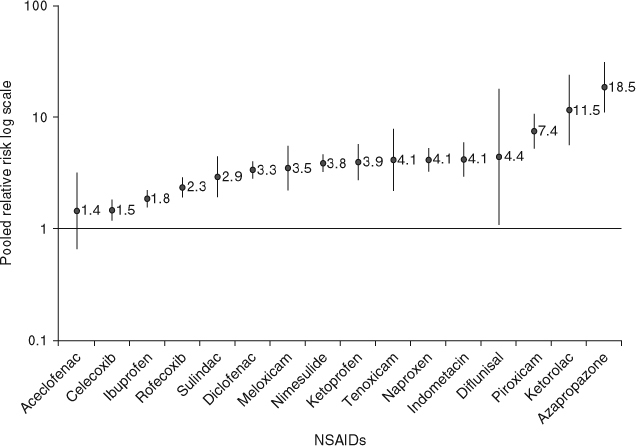 Pooled relative risk log scale
100
10
1
0.1
1.4
1.5
1.8
2.3
2.9
3.3
3.5
3.8
3.9
4.1
4.1
4.1
4.4
7.4
11.5
18.5
Aceclofenac
Celecoxib
Ibuprofen
Rofecoxib
Sulindac
Diclofenac
Meloxicam
Nimesulide
Ketoprofen
Tenoxicam
Naproxen
Indometacin
Diflunisal
Piroxicam
Ketorolac
Azapropazone
NSAIDs